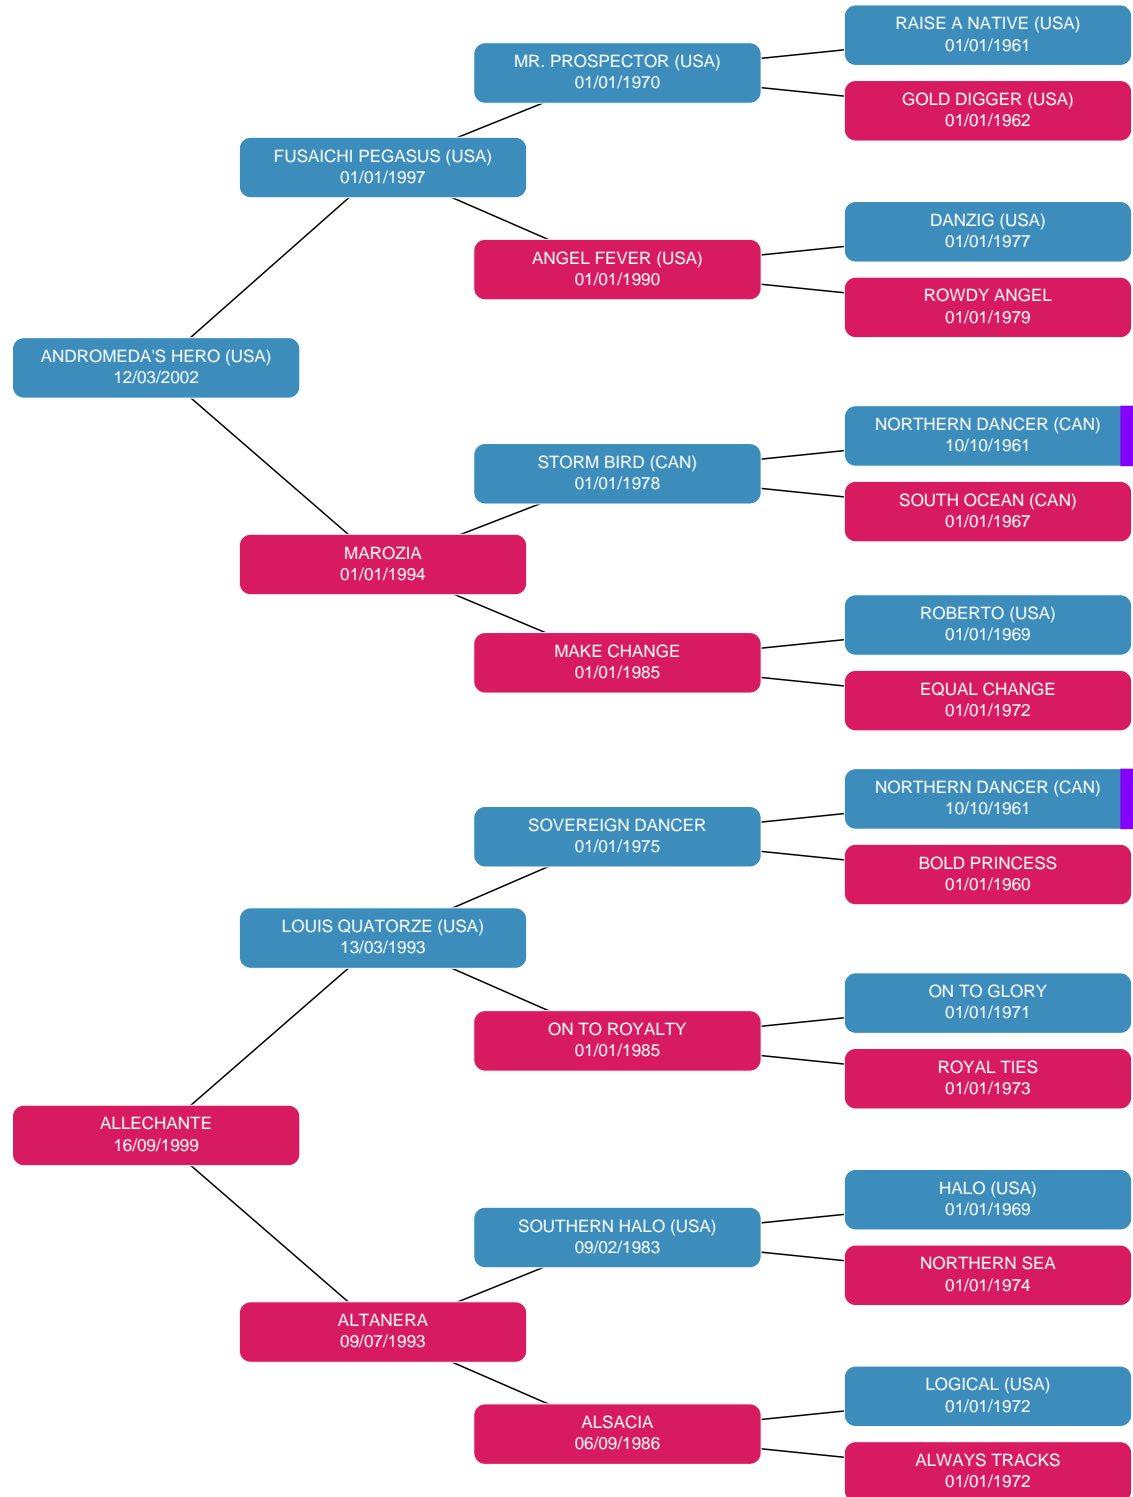 RAISE A NATIVE (USA)
01/01/1961
MR. PROSPECTOR (USA)
01/01/1970
GOLD DIGGER (USA)
01/01/1962
FUSAICHI PEGASUS (USA)
01/01/1997
DANZIG (USA)
01/01/1977
ANGEL FEVER (USA)
01/01/1990
ROWDY ANGEL
01/01/1979
ANDROMEDA'S HERO (USA)
12/03/2002
NORTHERN DANCER (CAN)
10/10/1961
STORM BIRD (CAN)
01/01/1978
SOUTH OCEAN (CAN)
01/01/1967
MAROZIA
01/01/1994
ROBERTO (USA)
01/01/1969
MAKE CHANGE
01/01/1985
EQUAL CHANGE
01/01/1972
NORTHERN DANCER (CAN)
10/10/1961
SOVEREIGN DANCER
01/01/1975
BOLD PRINCESS
01/01/1960
LOUIS QUATORZE (USA)
13/03/1993
ON TO GLORY
01/01/1971
ON TO ROYALTY
01/01/1985
ROYAL TIES
01/01/1973
ALLECHANTE
16/09/1999
HALO (USA)
01/01/1969
SOUTHERN HALO (USA)
09/02/1983
NORTHERN SEA
01/01/1974
ALTANERA
09/07/1993
LOGICAL (USA)
01/01/1972
ALSACIA
06/09/1986
ALWAYS TRACKS
01/01/1972